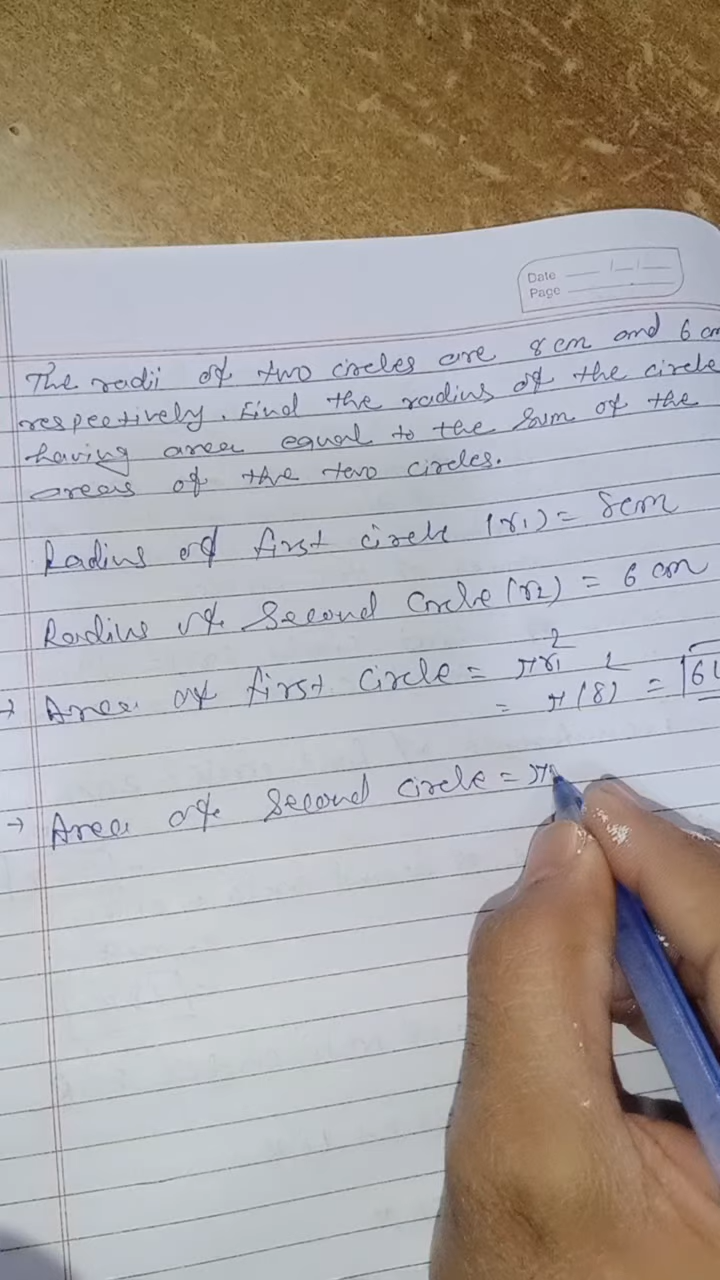 Date
Page
The radii of two circles are 8 cm and 6 cm
respectively. Find the radius of the circle
having area equal to the sum of the
areas of the two circles.
Radius of first circle (r₁) = 8cm
Radius of Second Circle (r2) = 6 cm
→ Area of first Circle = πr₁²
= π(8)² =
→ Area of Second circle = π